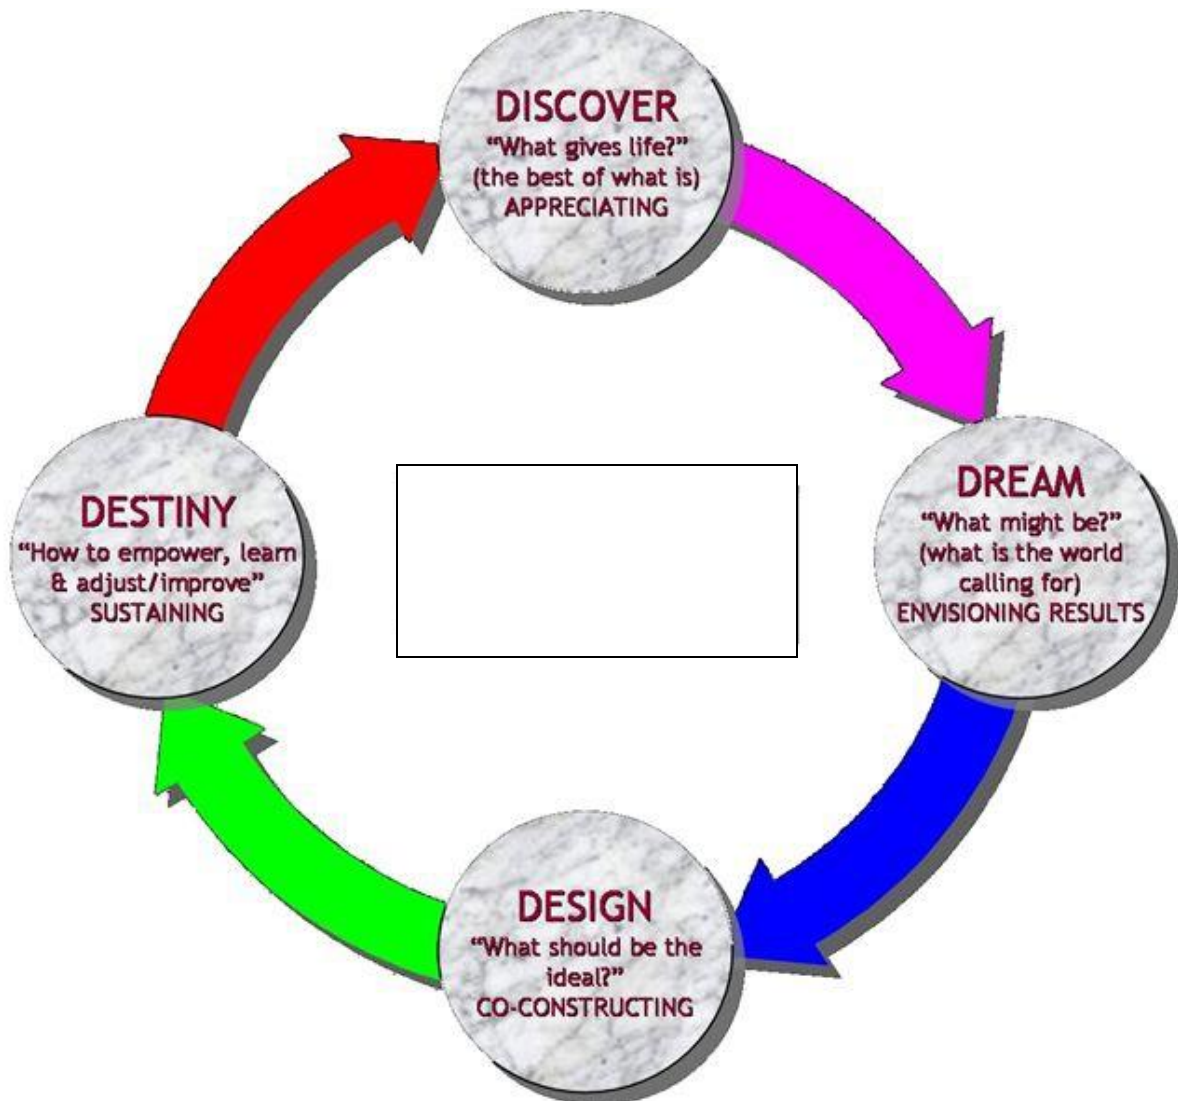 DISCOVER
“What gives life?”
(the best of what is)
APPRECIATING
DREAM
“What might be?”
(what is the world
calling for)
ENVISIONING RESULTS
DESIGN
“What should be the
ideal?”
CO-CONSTRUCTING
DESTINY
“How to empower, learn
& adjust/improve”
SUSTAINING